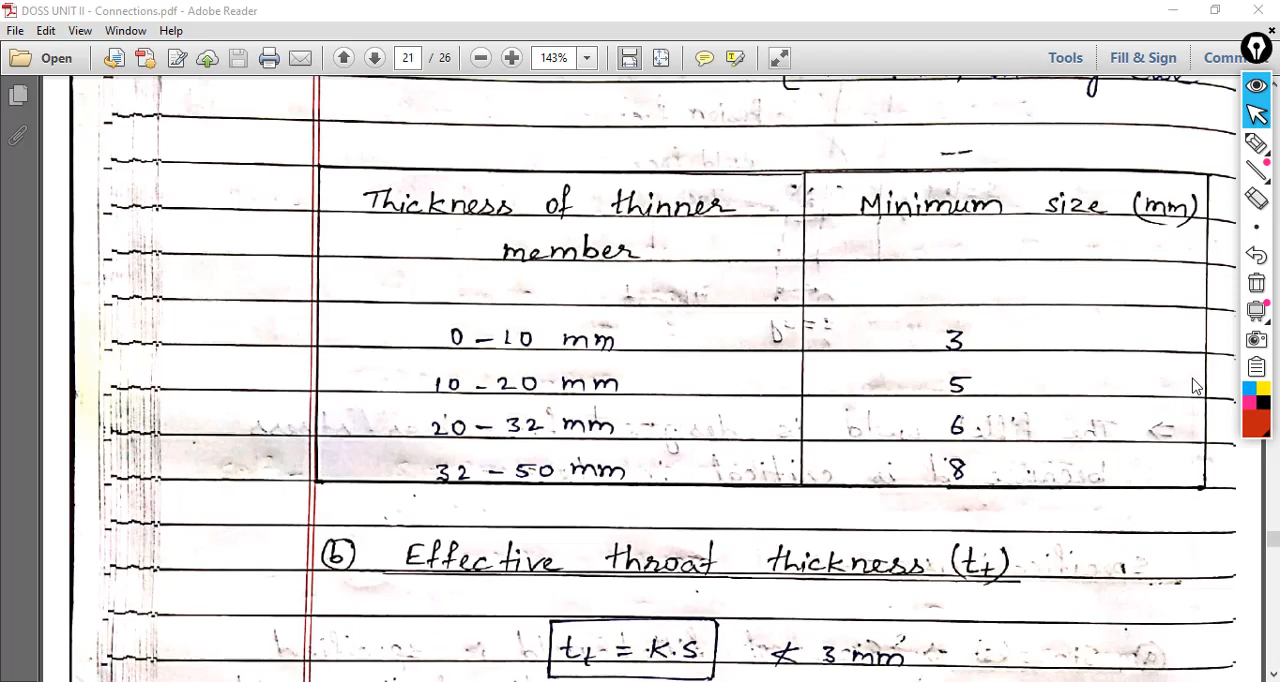 DOSS UNIT II - Connections.pdf - Adobe Reader
File Edit View Window Help
Open 21 / 26 143% Tools Fill & Sign Comm
Thickness of thinner Minimum size (mm)
member
0 - 10 mm 3
10 - 20 mm 5
20 - 32 mm 6
32 - 50 mm 8
(b) Effective throat thickness (tt)
tt = K.S. ≮ 3 mm